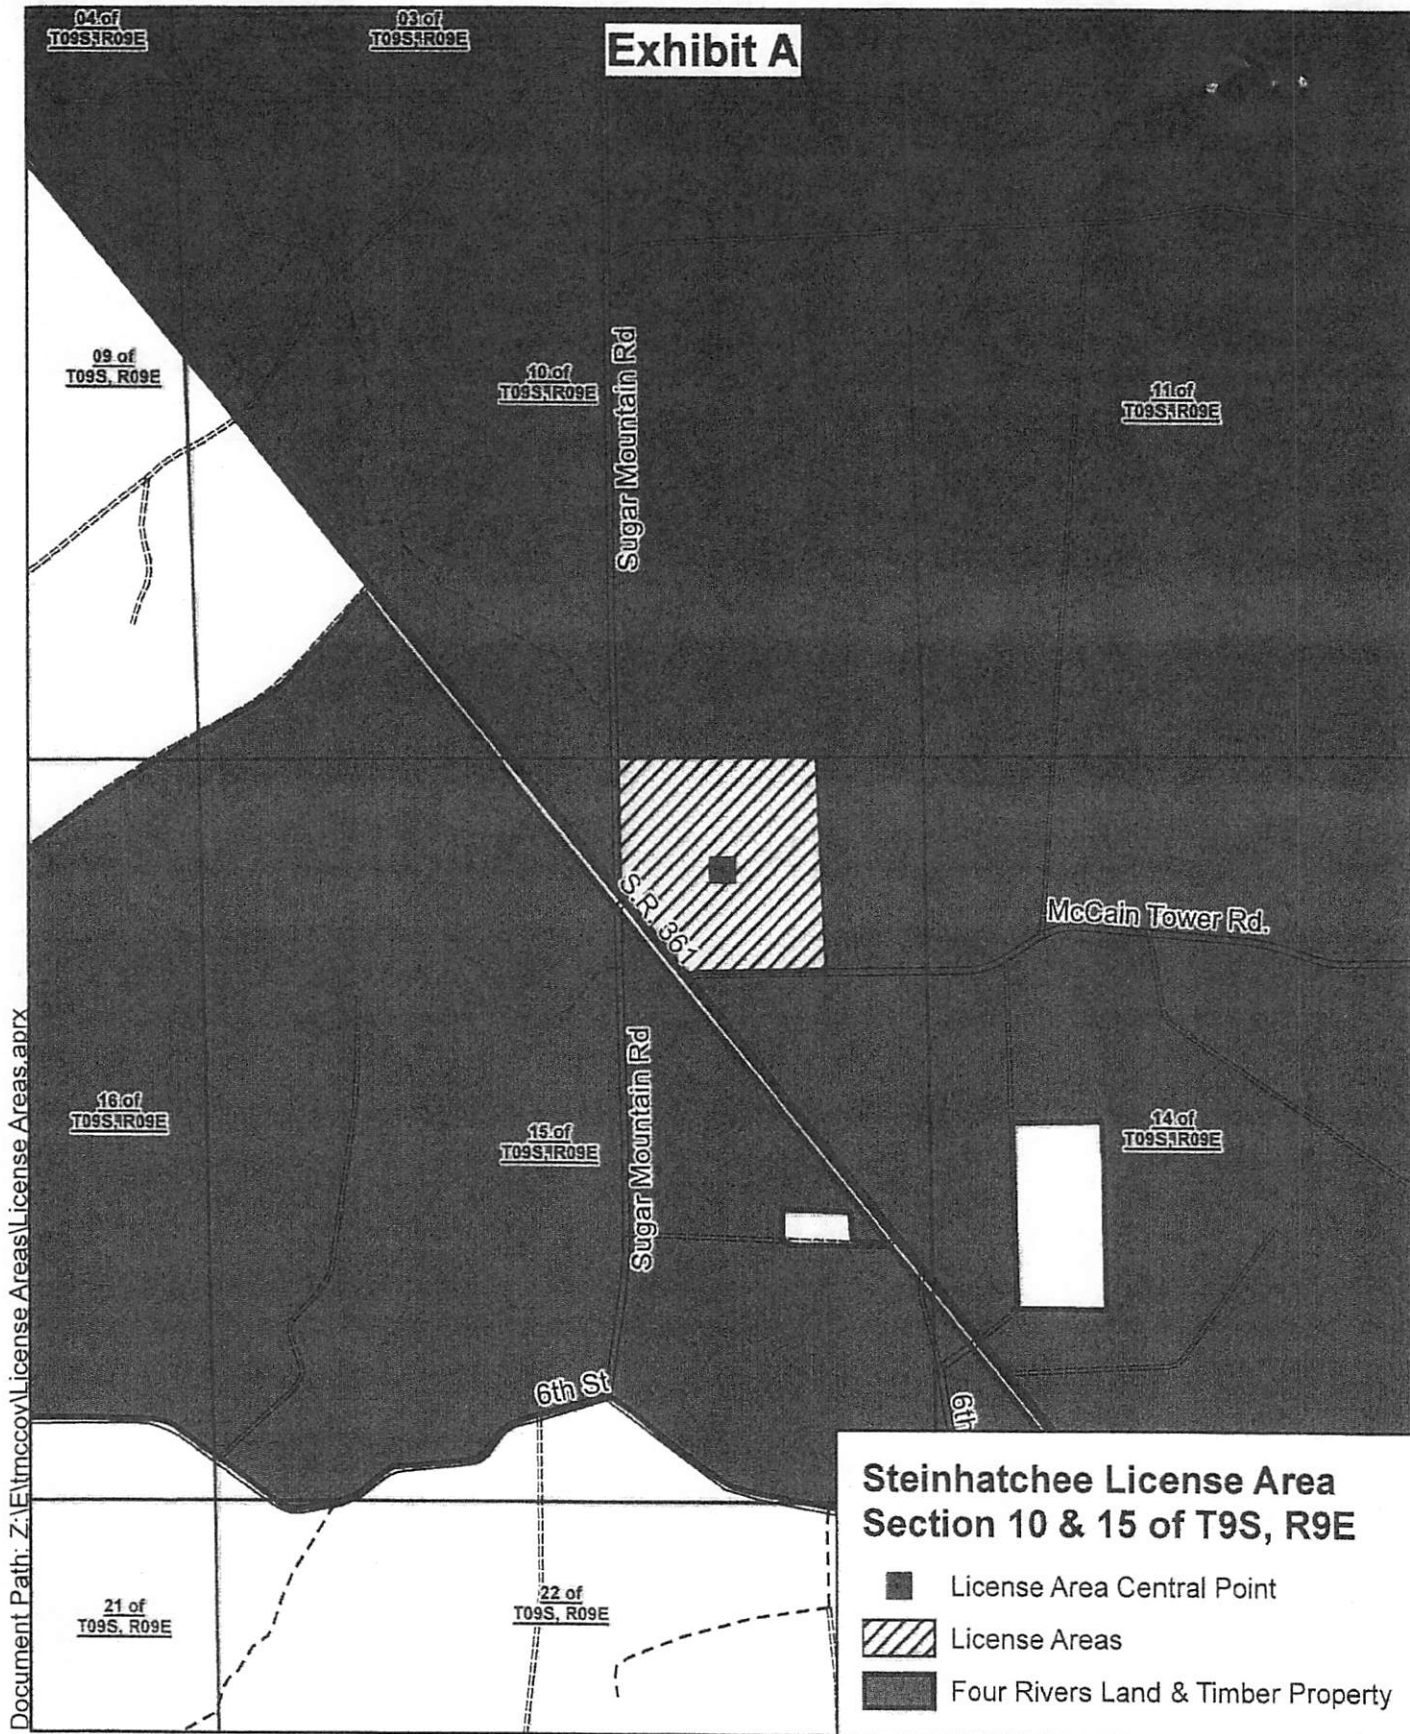 04 of
T09S, R09E
03 of
T09S, R09E
Exhibit A
09 of
T09S, R09E
10 of
T09S, R09E
Sugar Mountain Rd
11 of
T09S, R09E
S.R. 361
McCain Tower Rd.
16 of
T09S, R09E
15 of
T09S, R09E
Sugar Mountain Rd
14 of
T09S, R09E
6th St
6th
21 of
T09S, R09E
22 of
T09S, R09E
Steinhatchee License Area
Section 10 & 15 of T9S, R9E
License Area Central Point
License Areas
Four Rivers Land & Timber Property
Document Path: Z:\E\tmccoy\License Areas\License Areas.aprx